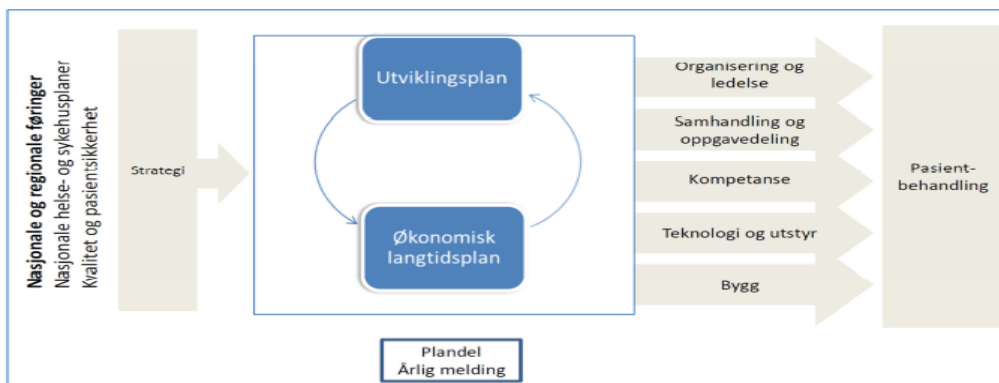 Nasjonale og regionale føringer
Nasjonale helse- og sykehusplaner
Kvalitet og pasientsikkerhet
Strategi
Utviklingsplan
Økonomisk
langtidsplan
Plandel
Årlig melding
Organisering og
ledelse
Samhandling og
oppgavedeling
Kompetanse
Teknologi og utstyr
Bygg
Pasient-
behandling